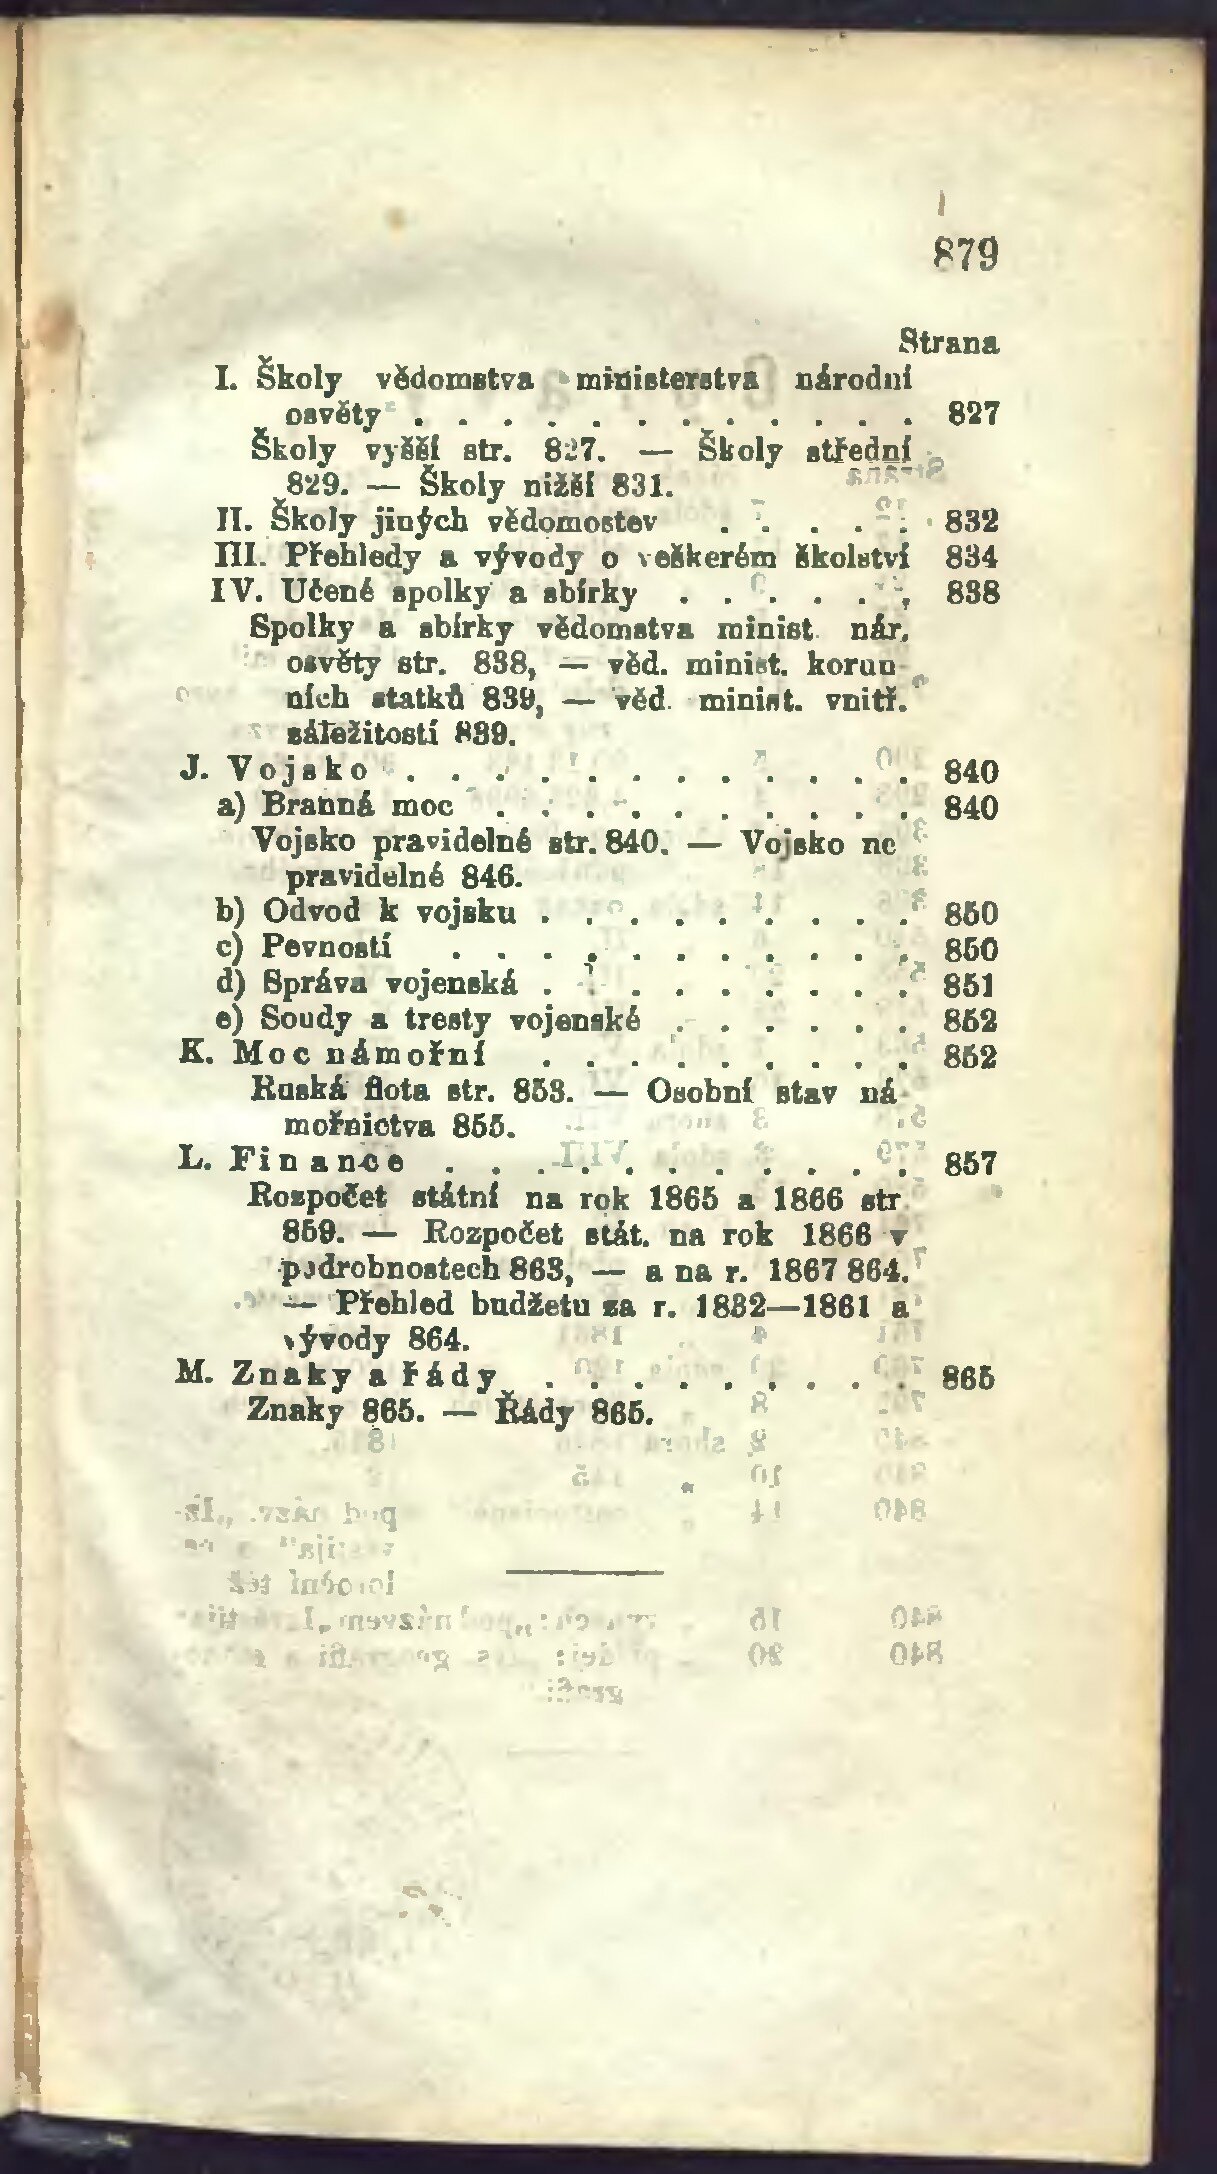 879
Strana
I. Školy vědomstva ministerstva národní
osvěty . . . . . . . . . . . . 827
Školy vyšší str. 827. — Školy střední
829. — Školy nižší 831.
II. Školy jiných vědomostev . . . . . 832
III. Přehledy a vývody o veškerém školství 834
IV. Učené spolky a sbírky . . . . . . 838
Spolky a sbírky vědomstva minist. nár.
osvěty str. 838, — věd. minist. korun-
ních statků 839, — věd. minist. vnitř.
záležitostí 839.
J. Vojsko . . . . . . . . . . . . 840
a) Branná moc . . . . . . . . . . 840
Vojsko pravidelné str. 840. — Vojsko ne
pravidelné 846.
b) Odvod k vojsku . . . . . . . . . 850
c) Pevností . . . . . . . . . . . 850
d) Správa vojenská . . . . . . . . . 851
e) Soudy a tresty vojenské . . . . . . 852
K. Moc námořní . . . . . . . . . 852
Ruská flota str. 853. — Osobní stav ná-
mořnictva 855.
L. Finance . . . . . . . . . . . 857
Rozpočet státní na rok 1865 a 1866 str.
859. — Rozpočet stát. na rok 1866 v
podrobnostech 863, — a na r. 1867 864.
— Přehled budžetu za r. 1832—1861 a
vývody 864.
M. Znaky a řády . . . . . . . . . 865
Znaky 865. — Řády 865.